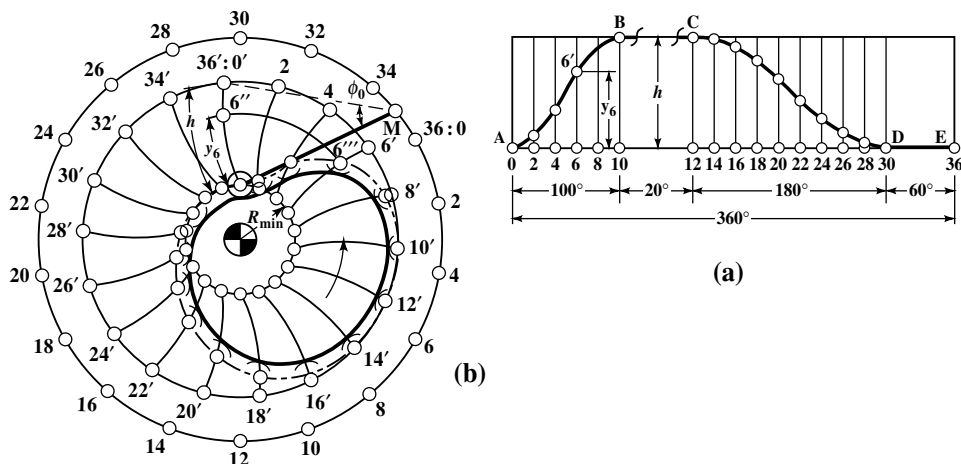 30
28
32
26
34
24
36′:0′
2
34′
4
ϕ₀
M
36:0
h
6″
y₆
32′
6‴
6′
30′
8′
22
2
R_min
28′
10′
20
4
26′
12′
18
6
24′
14′
22′
16′
20′
18′
16
8
14
10
12
(b)
B
C
6′
y₆
h
A
D
E
0 2 4 6 8 10 12 14 16 18 20 22 24 26 28 30 36
100° 20° 180° 60°
360°
(a)